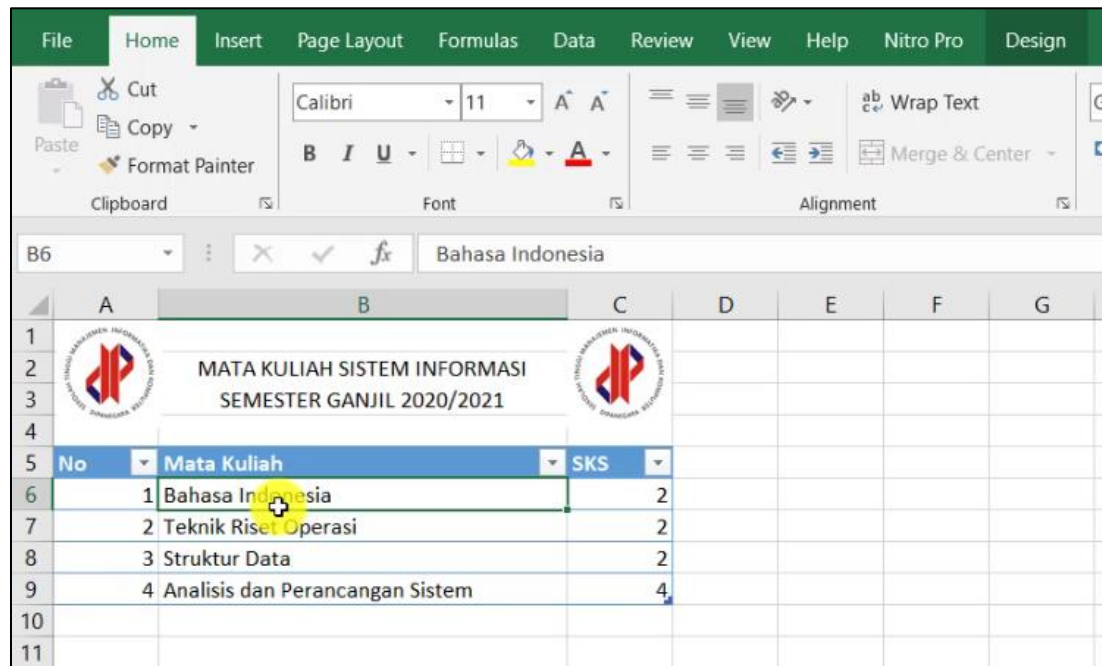 File Home Insert Page Layout Formulas Data Review View Help Nitro Pro Design
Cut
Calibri 11 A A ab Wrap Text
Copy
Paste
Format Painter
B I U A Merge & Center
Clipboard Font Alignment
B6 fx Bahasa Indonesia
A B C D E F G
1
2 MATA KULIAH SISTEM INFORMASI
3 SEMESTER GANJIL 2020/2021
4
5 No Mata Kuliah SKS
6 1 Bahasa Indonesia 2
7 2 Teknik Riset Operasi 2
8 3 Struktur Data 2
9 4 Analisis dan Perancangan Sistem 4
10
11